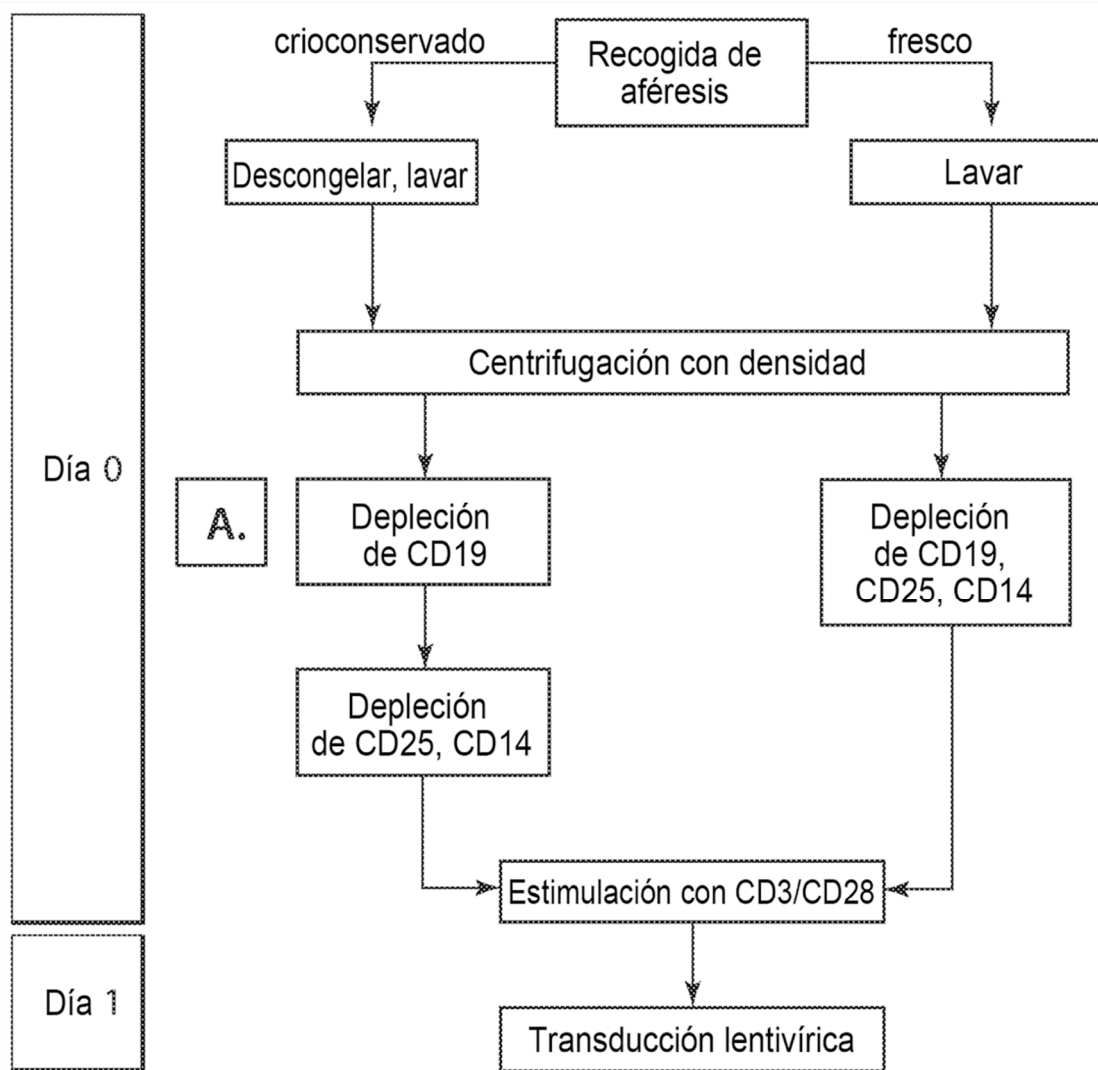 crioconservado
Recogida de
aféresis
fresco
Descongelar, lavar
Lavar
Centrifugación con densidad
Día 0
A.
Depleción
de CD19
Depleción
de CD19,
CD25, CD14
Depleción
de CD25, CD14
Estimulación con CD3/CD28
Día 1
Transducción lentivírica